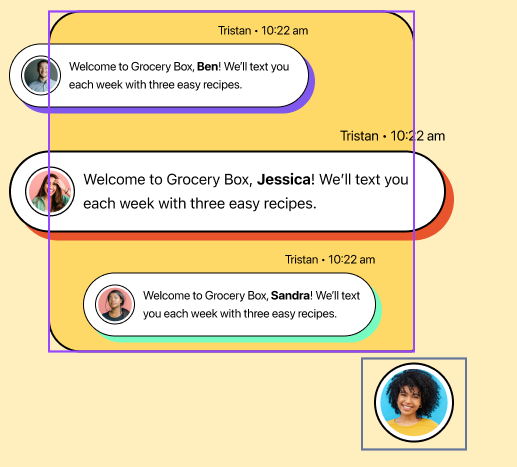 Tristan • 10:22 am
Welcome to Grocery Box, Ben! We'll text you
each week with three easy recipes.
Tristan • 10:22 am
Welcome to Grocery Box, Jessica! We'll text you
each week with three easy recipes.
Tristan • 10:22 am
Welcome to Grocery Box, Sandra! We'll text
you each week with three easy recipes.